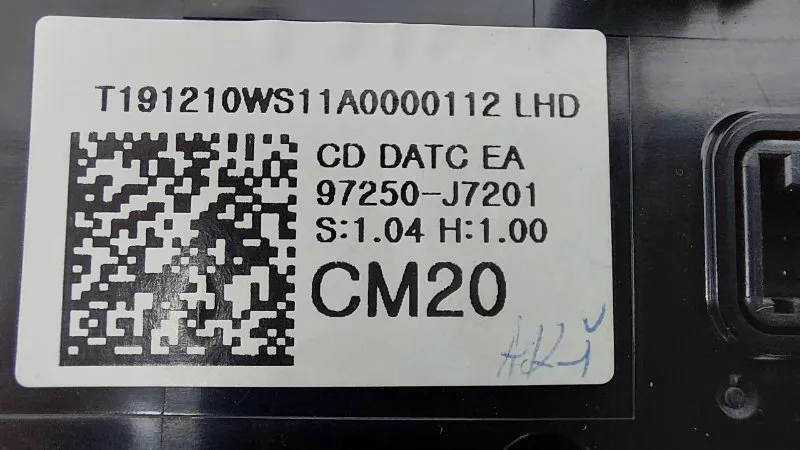 T191210WS11A0000112 LHD
CD DATC EA
97250-J7201
S:1.04 H:1.00
CM20